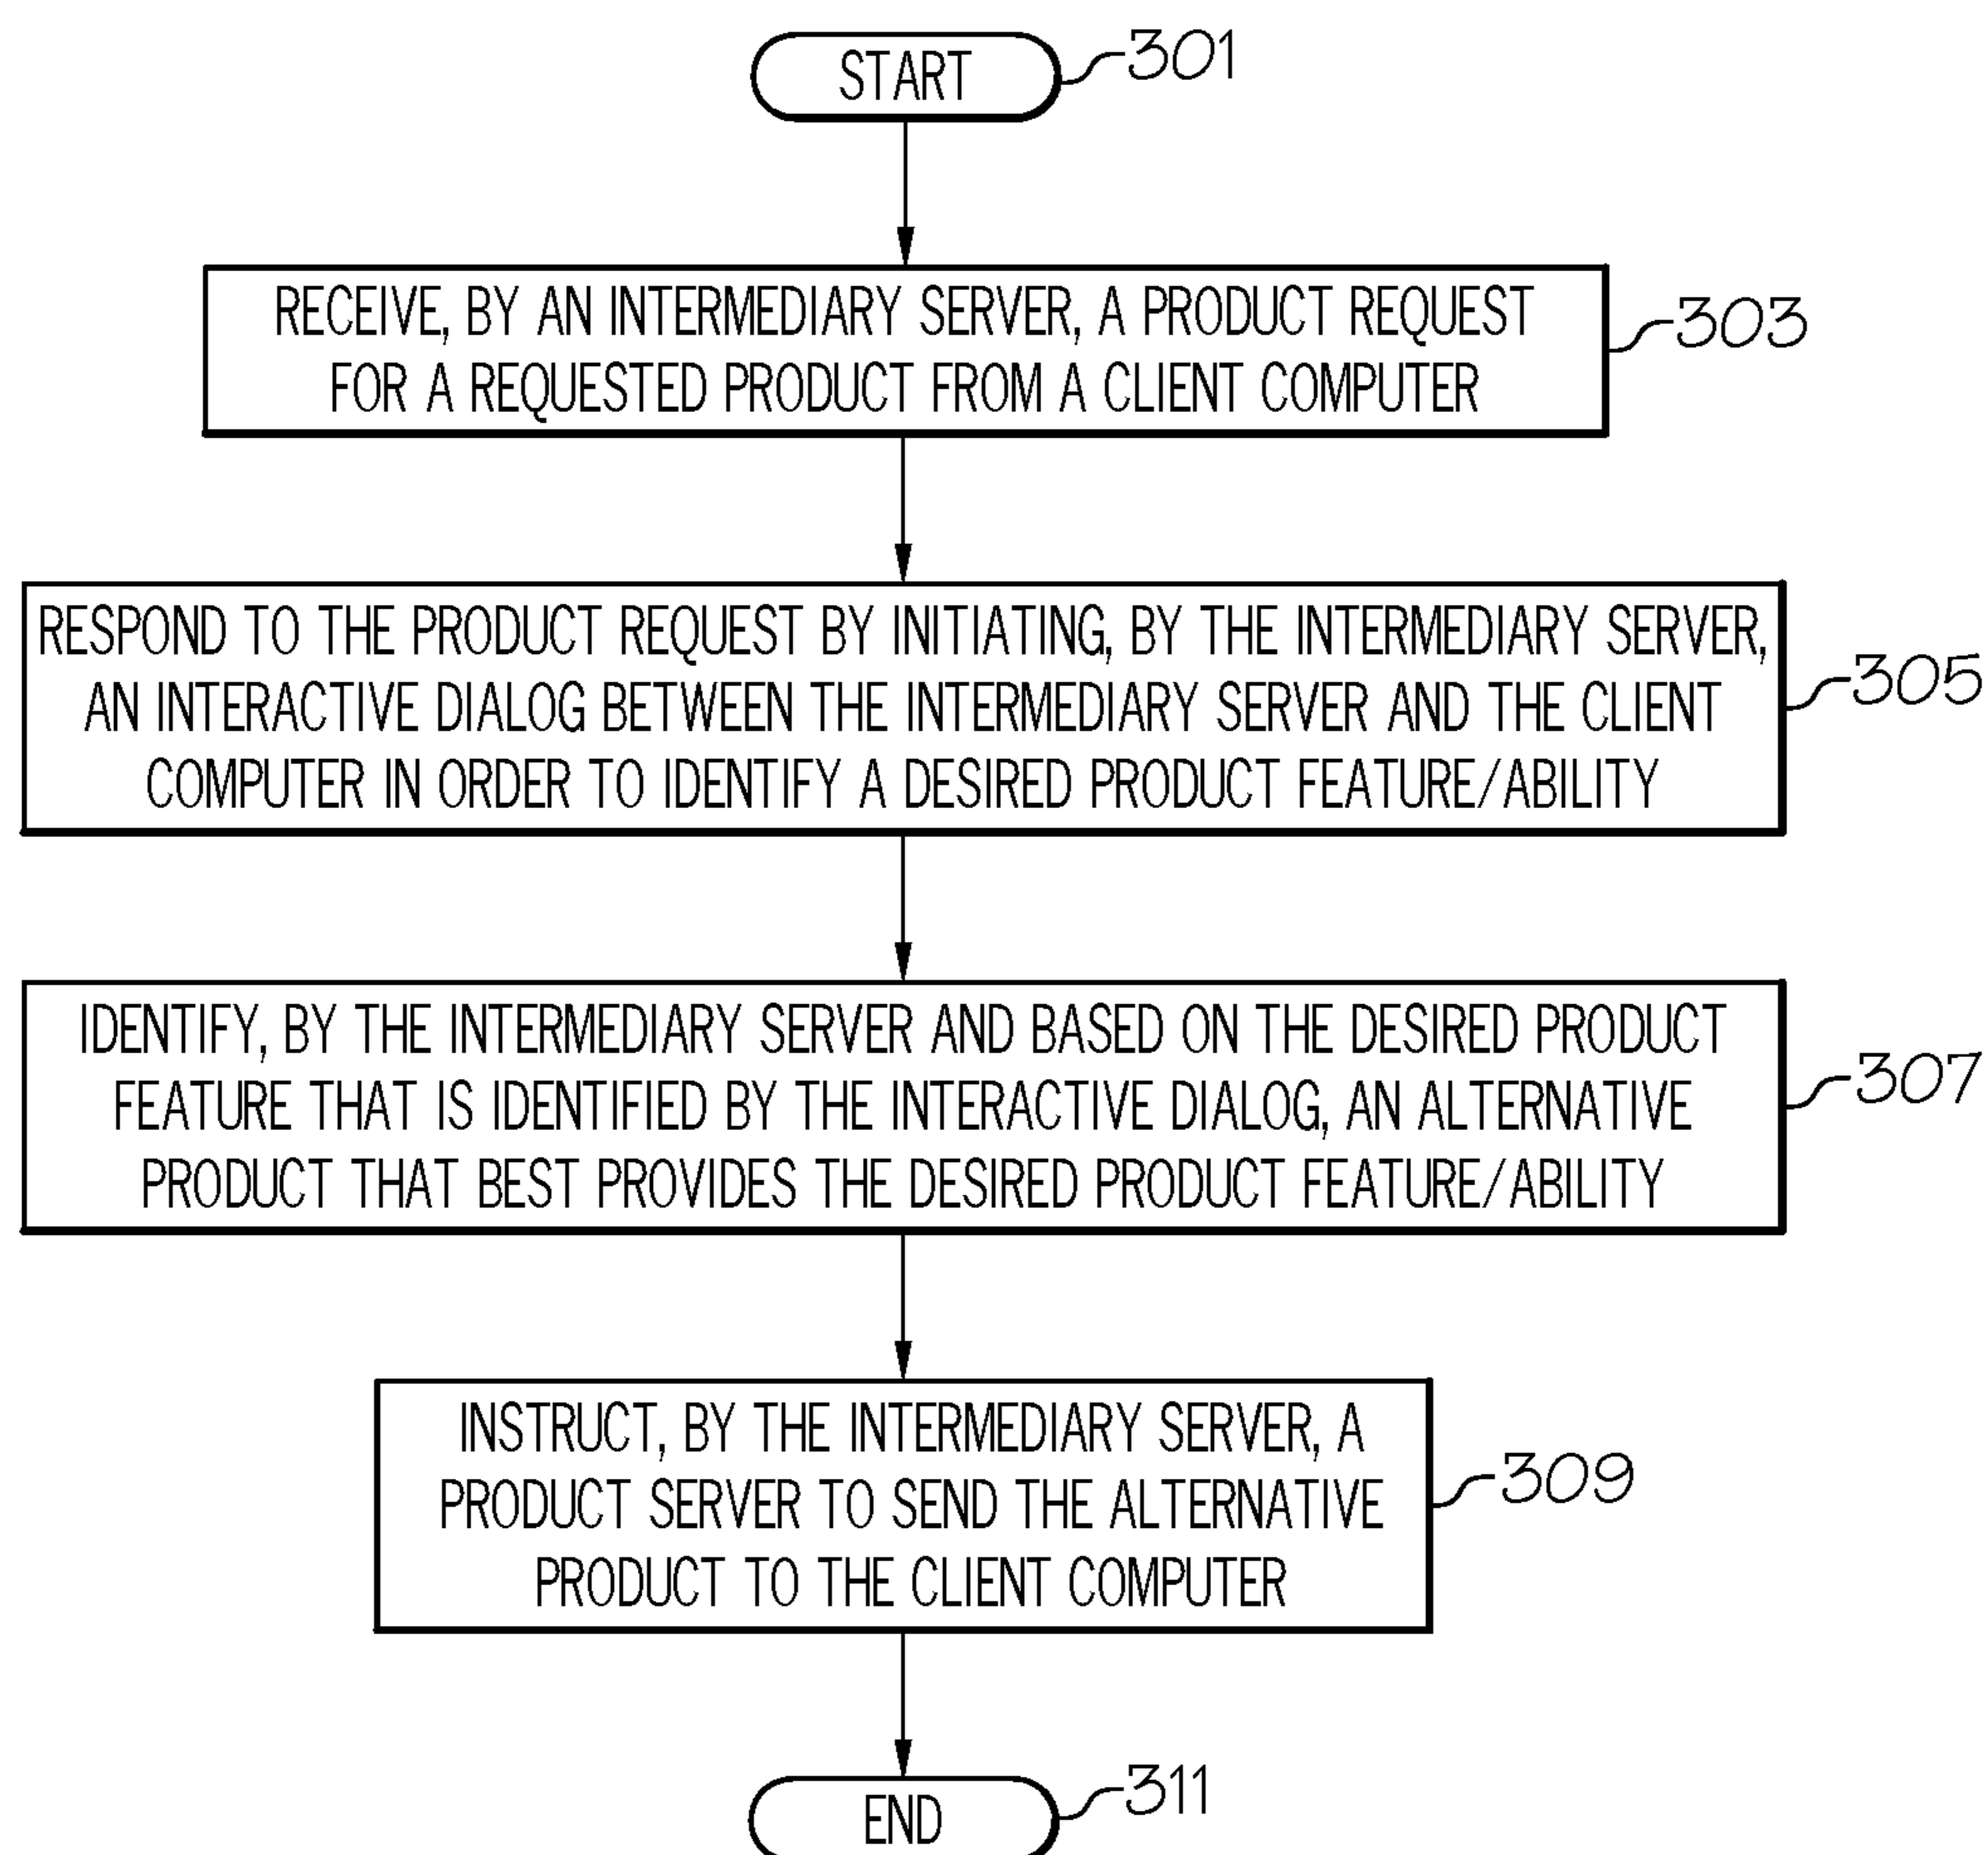 START
301
RECEIVE, BY AN INTERMEDIARY SERVER, A PRODUCT REQUEST
FOR A REQUESTED PRODUCT FROM A CLIENT COMPUTER
303
RESPOND TO THE PRODUCT REQUEST BY INITIATING, BY THE INTERMEDIARY SERVER,
AN INTERACTIVE DIALOG BETWEEN THE INTERMEDIARY SERVER AND THE CLIENT
COMPUTER IN ORDER TO IDENTIFY A DESIRED PRODUCT FEATURE/ABILITY
305
IDENTIFY, BY THE INTERMEDIARY SERVER AND BASED ON THE DESIRED PRODUCT
FEATURE THAT IS IDENTIFIED BY THE INTERACTIVE DIALOG, AN ALTERNATIVE
PRODUCT THAT BEST PROVIDES THE DESIRED PRODUCT FEATURE/ABILITY
307
INSTRUCT, BY THE INTERMEDIARY SERVER, A
PRODUCT SERVER TO SEND THE ALTERNATIVE
PRODUCT TO THE CLIENT COMPUTER
309
END
311